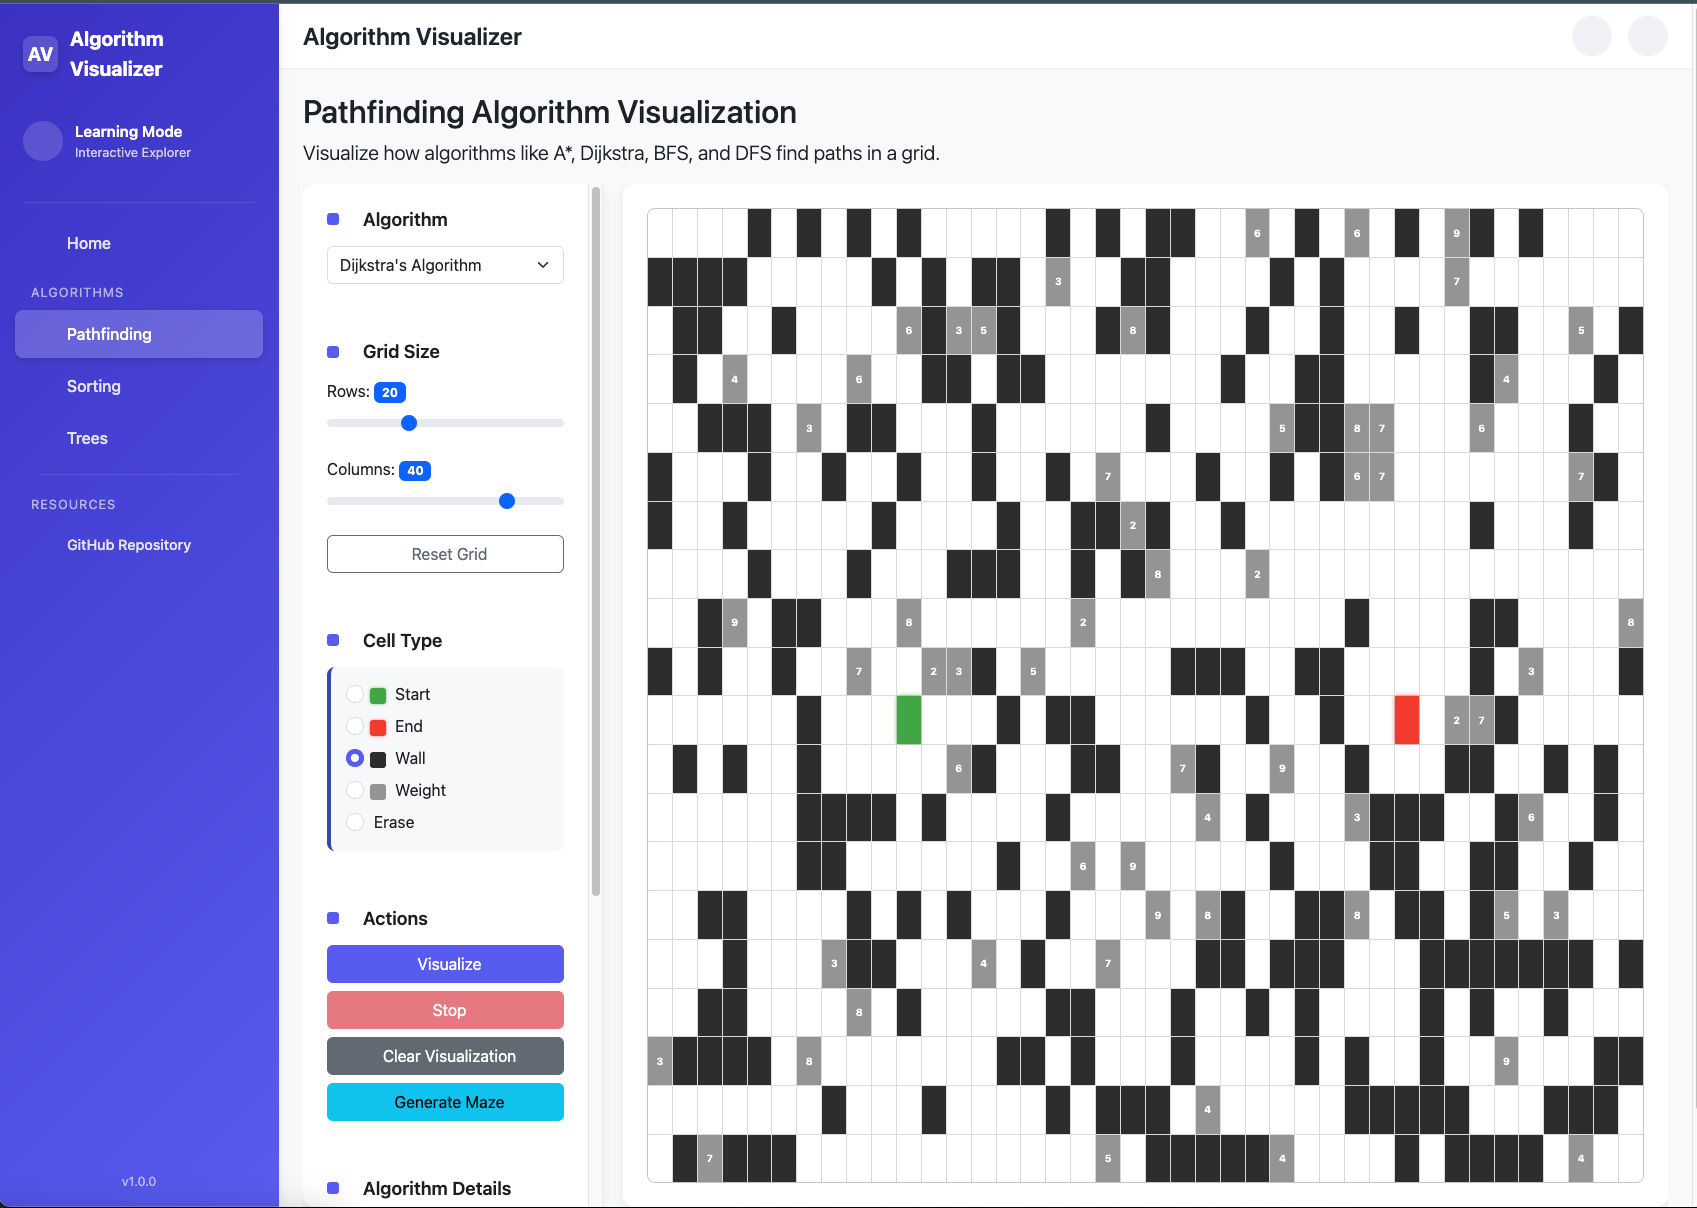 AV
Algorithm
Visualizer
Learning Mode
Interactive Explorer
Home
ALGORITHMS
Pathfinding
Sorting
Trees
RESOURCES
GitHub Repository
v1.0.0
Algorithm Visualizer
Pathfinding Algorithm Visualization
Visualize how algorithms like A*, Dijkstra, BFS, and DFS find paths in a grid.
Algorithm
Dijkstra's Algorithm
Grid Size
Rows: 20
Columns: 40
Reset Grid
Cell Type
Start
End
Wall
Weight
Erase
Actions
Visualize
Stop
Clear Visualization
Generate Maze
Algorithm Details
6 6 9
3 7
6 3 5 8 5
4 6 4
3 5 8 7 6
7 6 7 7
2
8 2
9 8 2 8
7 2 3 5 3
2 7
6 7 9
4 3 6
6 9
9 8 8 5 3
3 4 7
8
3 8 9
4
7 5 4 4